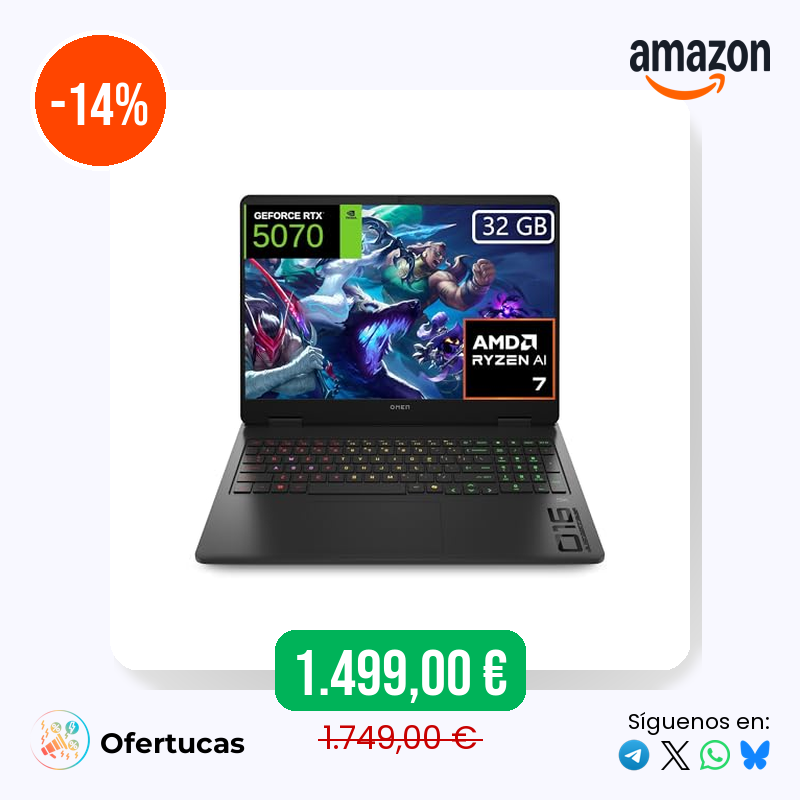 -14%
amazon
GEFORCE RTX
5070
NVIDIA
32 GB
AMD
RYZEN AI
7
OMEN
1.499,00 €
1.749,00 €
Ofertucas
Síguenos en: